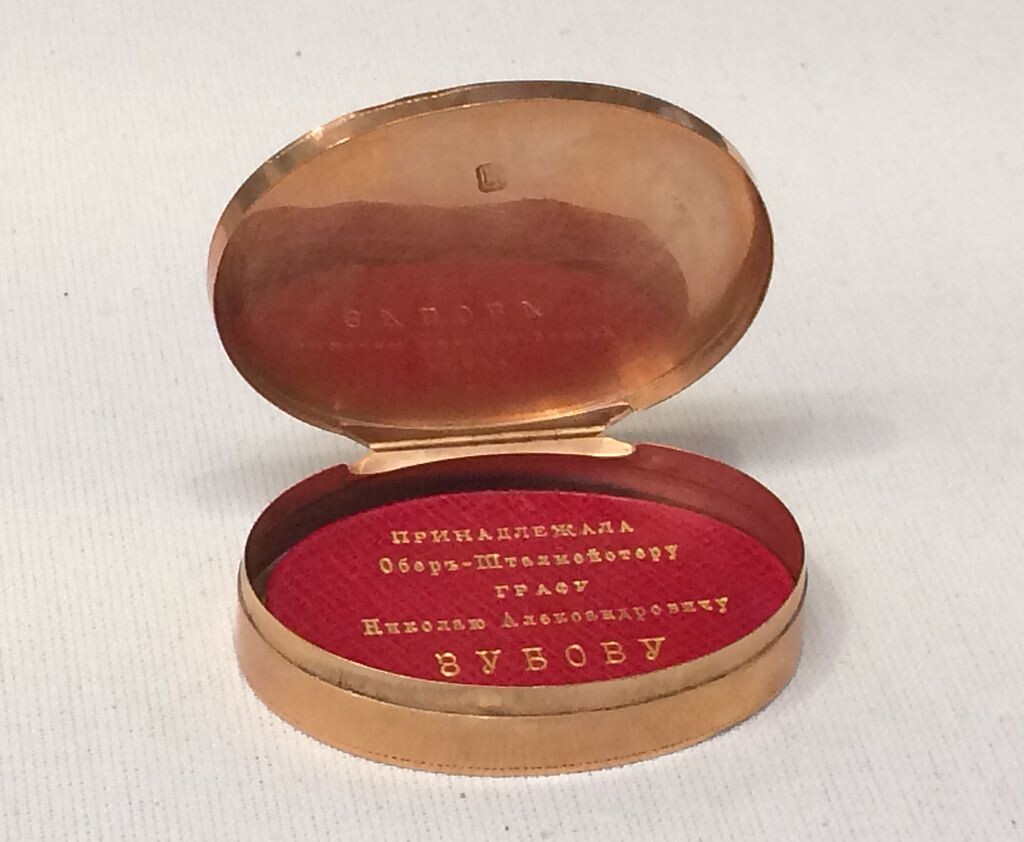 ПРИНАДЛЕЖАЛА
Оберъ-Шталмейстеру
ГРАФУ
Николаю Александровичу
ЗУБОВУ